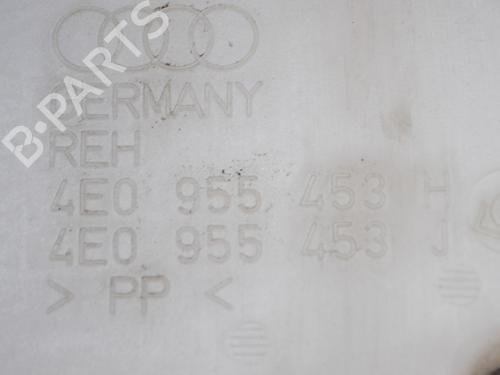 B-PARTS
GERMANY
REH
4E0 955 453 H
4E0 955 453 J
> PP <